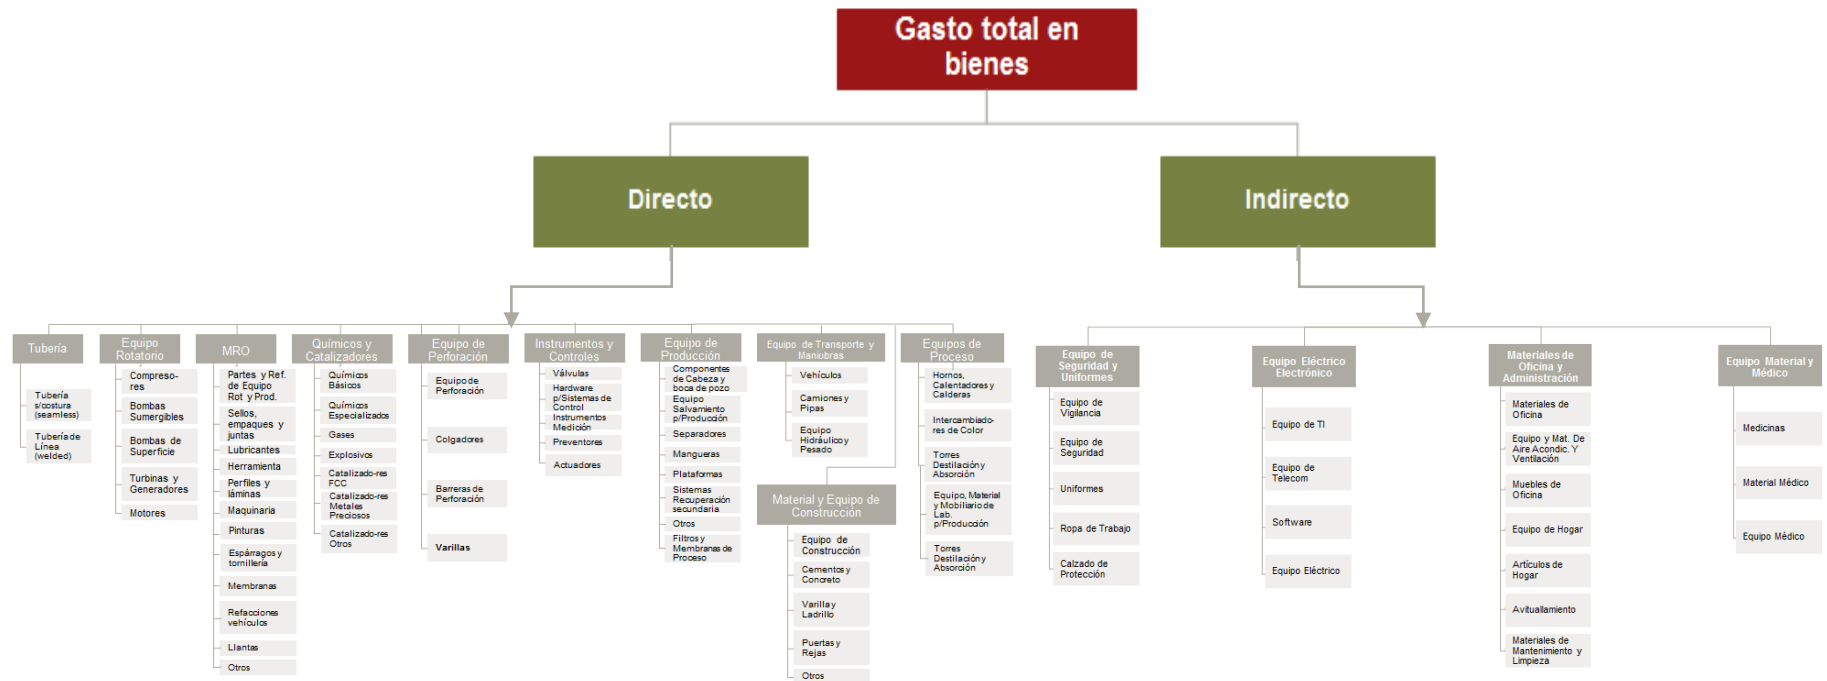 Gasto total en
bienes
Directo
Indirecto
Tubería
Tubería
s/costura
(seamless)
Tubería de
Línea
(welded)
Equipo
Rotatorio
Compreso-
res
Bombas
Sumergibles
Bombas de
Superficie
Turbinas y
Generadores
Motores
MRO
Partes y Ref.
de Equipo
Rot y Prod.
Sellos,
empaques y
juntas
Lubricantes
Herramienta
Perfiles y
láminas
Maquinaria
Pinturas
Espárragos y
tornillería
Membranas
Refacciones
vehículos
Llantas
Otros
Químicos y
Catalizadores
Químicos
Básicos
Químicos
Especializados
Gases
Explosivos
Catalizado-res
FCC
Catalizado-res
Metales
Preciosos
Catalizado-res
Otros
Equipo de
Perforación
Equipo de
Perforación
Colgadores
Barreras de
Perforación
Varillas
Instrumentos y
Controles
Válvulas
Hardware
p/Sistemas de
Control
Instrumentos
Medición
Preventores
Actuadores
Equipo de
Producción
Componentes
de Cabeza y
boca de pozo
Equipo
Salvamiento
p/Producción
Separadores
Mangueras
Plataformas
Sistemas
Recuperación
secundaria
Otros
Filtros y
Membranas de
Proceso
Equipo de Transporte y
Maniobras
Vehículos
Camiones y
Pipas
Equipo
Hidráulico y
Pesado
Material y Equipo de
Construcción
Equipo de
Construcción
Cementos y
Concreto
Varilla y
Ladrillo
Puertas y
Rejas
Otros
Equipos de
Proceso
Hornos,
Calentadores y
Calderas
Intercambiado-
res de Color
Torres
Destilación y
Absorción
Equipo, Material
y Mobiliario de
Lab.
p/Producción
Torres
Destilación y
Absorción
Equipo de
Seguridad y
Uniformes
Equipo de
Vigilancia
Equipo de
Seguridad
Uniformes
Ropa de Trabajo
Calzado de
Protección
Equipo Eléctrico
Electrónico
Equipo de TI
Equipo de
Telecom
Software
Equipo Eléctrico
Materiales de
Oficina y
Administración
Materiales de
Oficina
Equipo y Mat. De
Aire Acondic. Y
Ventilación
Muebles de
Oficina
Equipo de Hogar
Artículos de
Hogar
Avituallamiento
Materiales de
Mantenimiento y
Limpieza
Equipo Material y
Médico
Medicinas
Material Médico
Equipo Médico